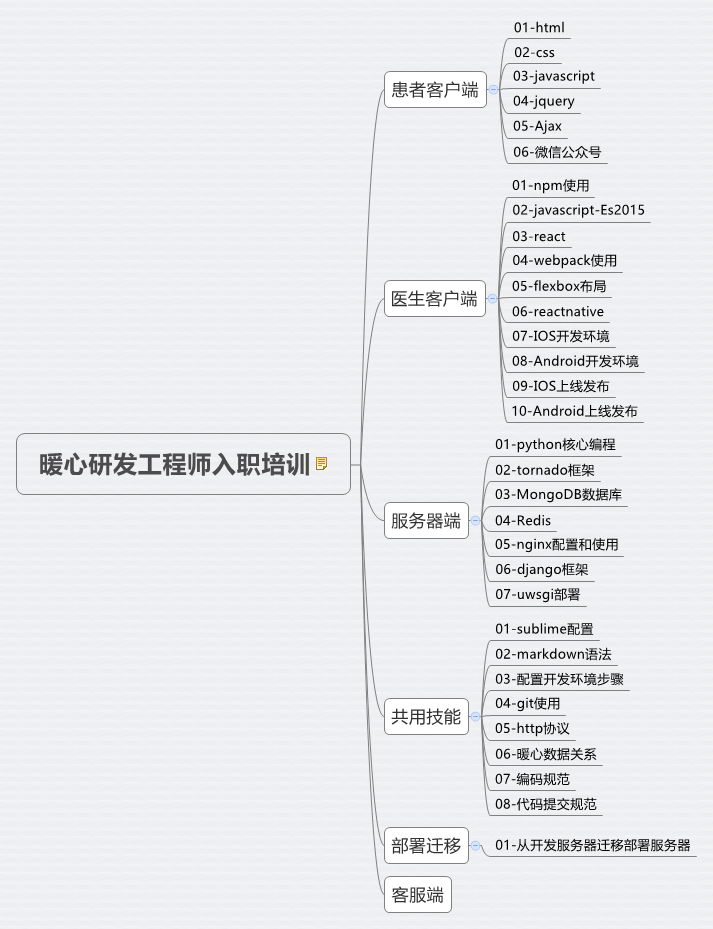 暖心研发工程师入职培训
患者客户端
01-html
02-css
03-javascript
04-jquery
05-Ajax
06-微信公众号
医生客户端
01-npm使用
02-javascript-Es2015
03-react
04-webpack使用
05-flexbox布局
06-reactnative
07-IOS开发环境
08-Android开发环境
09-IOS上线发布
10-Android上线发布
服务器端
01-python核心编程
02-tornado框架
03-MongoDB数据库
04-Redis
05-nginx配置和使用
06-django框架
07-uwsgi部署
共用技能
01-sublime配置
02-markdown语法
03-配置开发环境步骤
04-git使用
05-http协议
06-暖心数据关系
07-编码规范
08-代码提交规范
部署迁移
01-从开发服务器迁移部署服务器
客服端